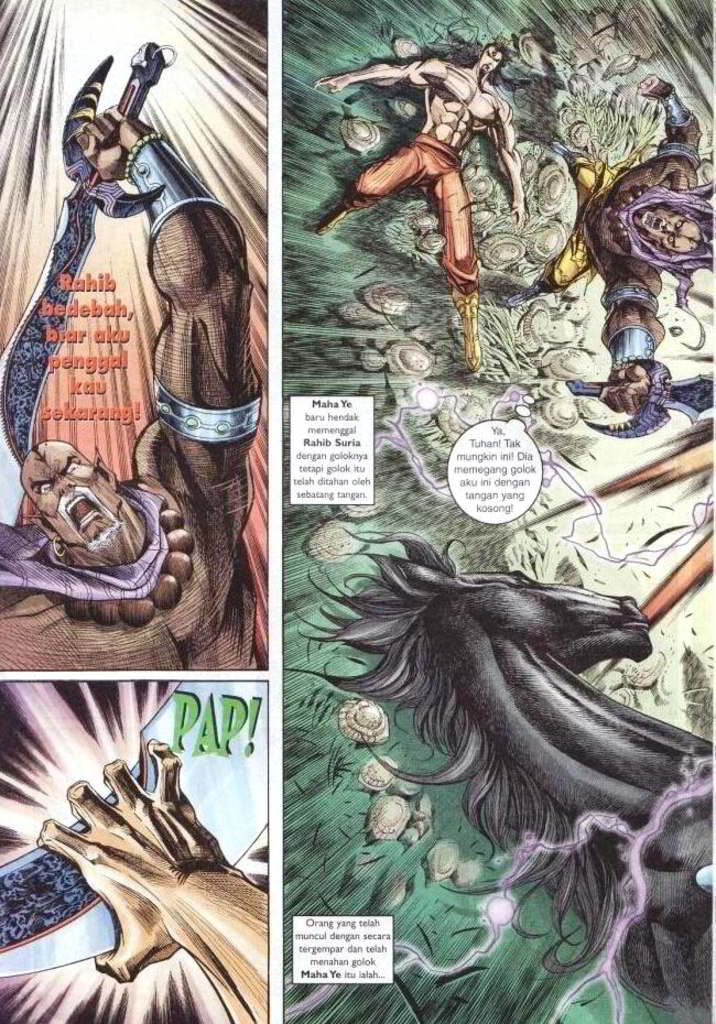 Rahib
bedebah,
biar aku
penggal
kau
sekarang!
PAP!
Maha Ye
baru hendak
memenggal
Rahib Suria
dengan goloknya
tetapi golok itu
telah ditahan oleh
sebatang tangan.
Ya,
Tuhan! Tak
mungkin ini! Dia
memegang golok
aku ini dengan
tangan yang
kosong!
Orang yang telah
muncul dengan secara
tergempar dan telah
menahan golok
Maha Ye itu ialah...